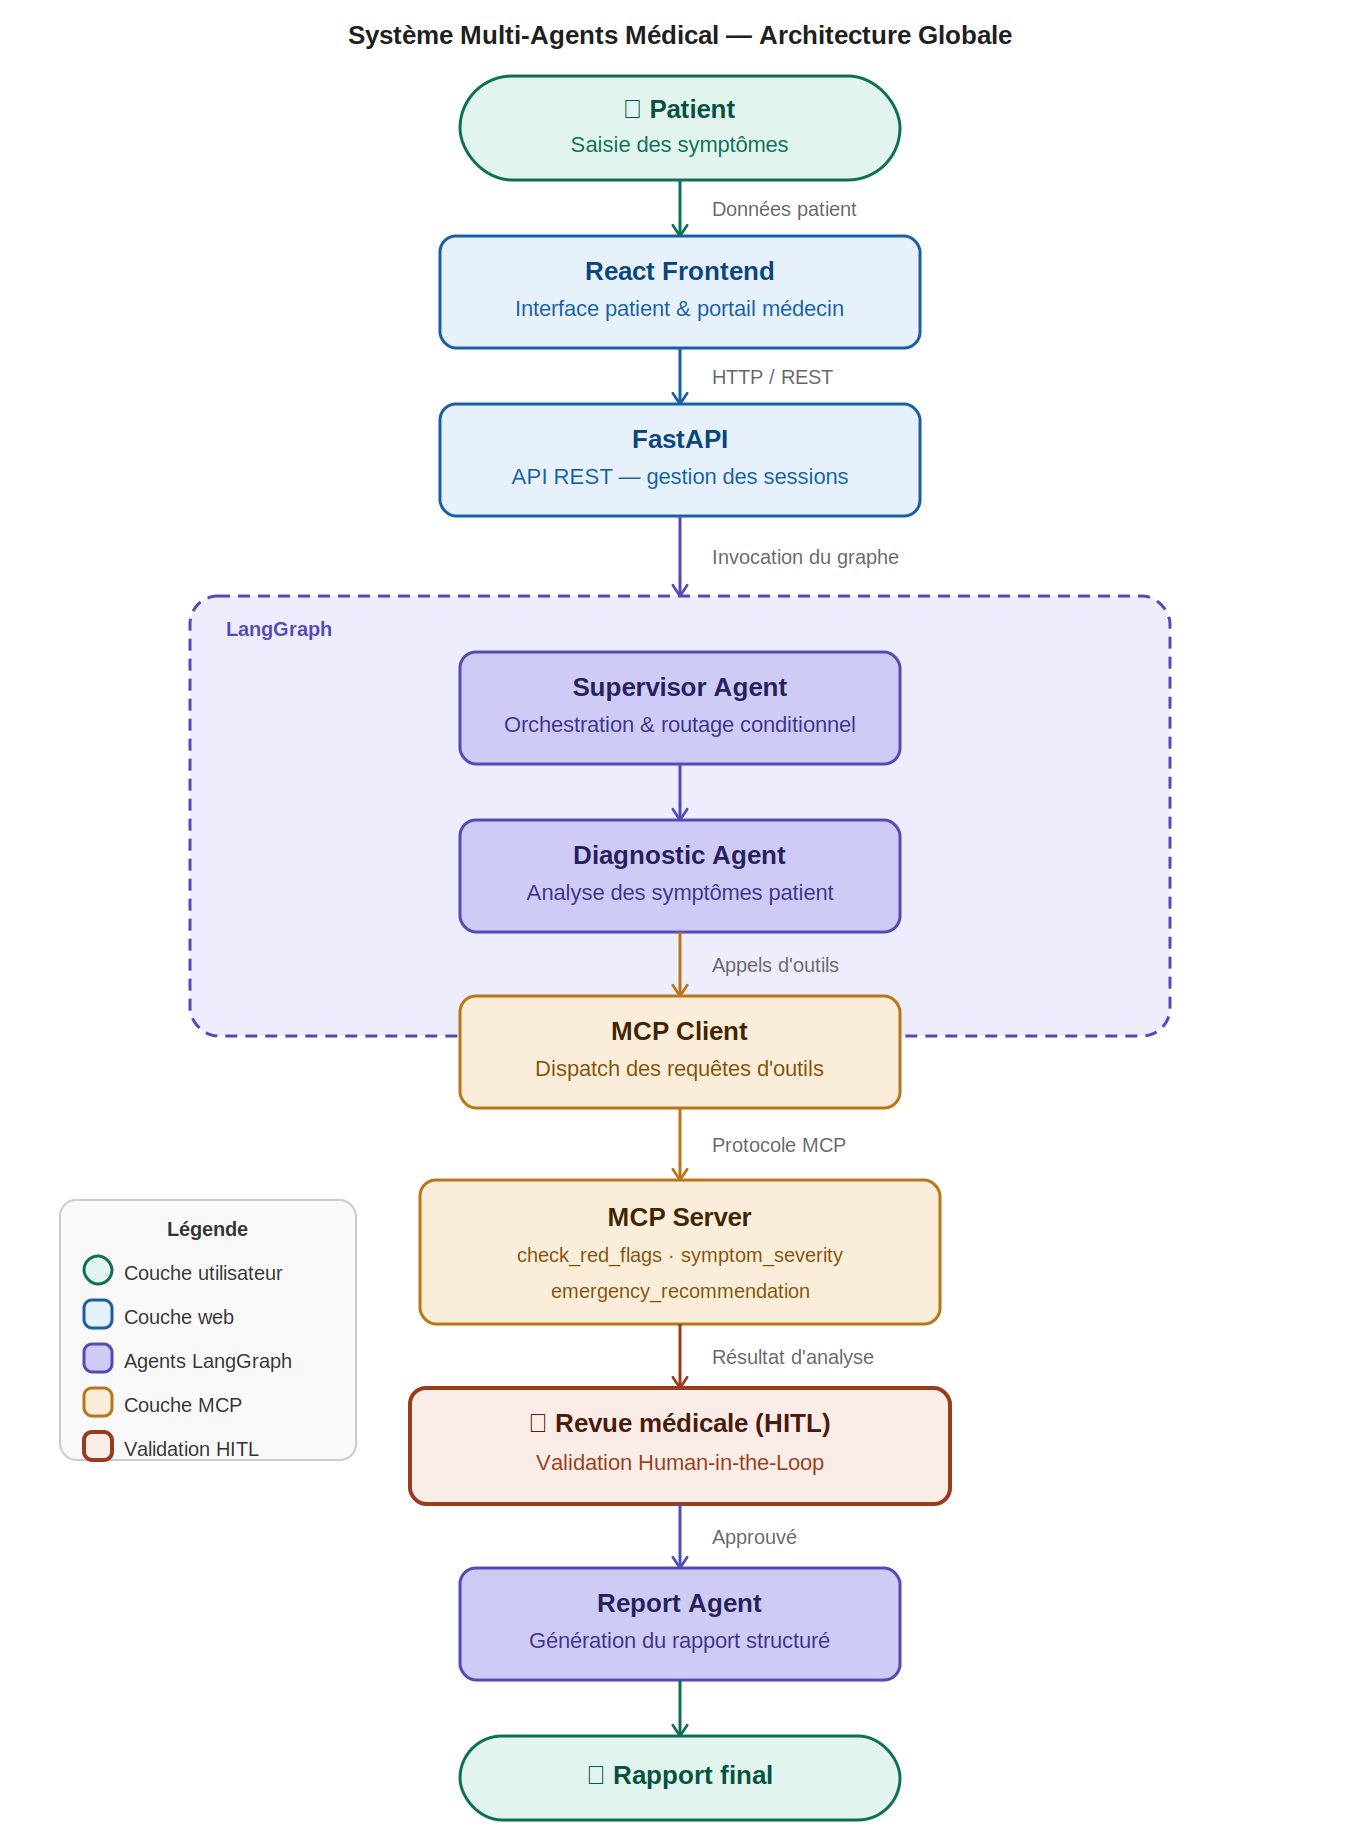 Système Multi-Agents Médical — Architecture Globale
Patient
Saisie des symptômes
Données patient
React Frontend
Interface patient & portail médecin
HTTP / REST
FastAPI
API REST — gestion des sessions
Invocation du graphe
LangGraph
Supervisor Agent
Orchestration & routage conditionnel
Diagnostic Agent
Analyse des symptômes patient
Appels d'outils
MCP Client
Dispatch des requêtes d'outils
Protocole MCP
MCP Server
check_red_flags · symptom_severity
emergency_recommendation
Résultat d'analyse
Légende
Couche utilisateur
Couche web
Agents LangGraph
Couche MCP
Validation HITL
Revue médicale (HITL)
Validation Human-in-the-Loop
Approuvé
Report Agent
Génération du rapport structuré
Rapport final